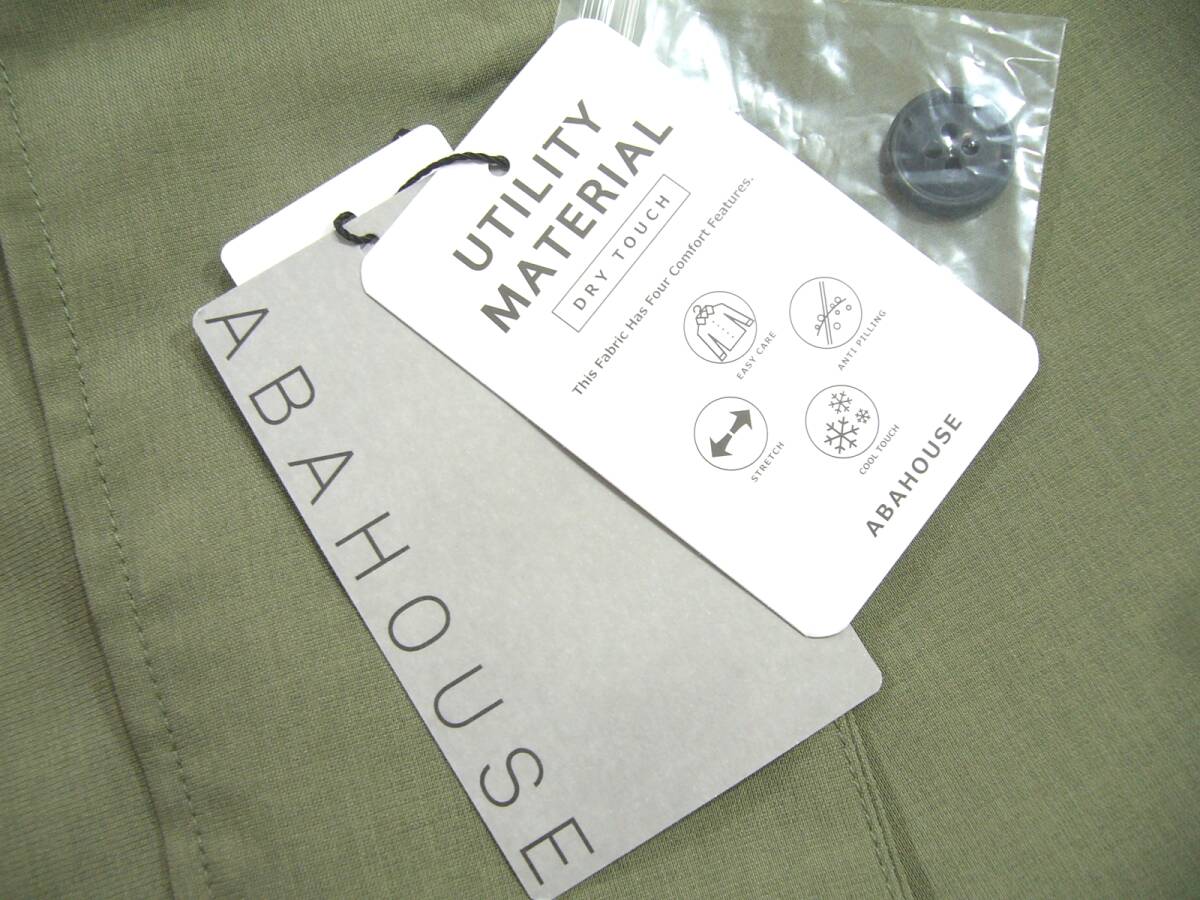 UTILITY
MATERIAL
DRY TOUCH
This Fabric Has Four Comfort Features.
EASY CARE
ANTI PILLING
STRETCH
COOL TOUCH
ABAHOUSE
ABAHOUSE